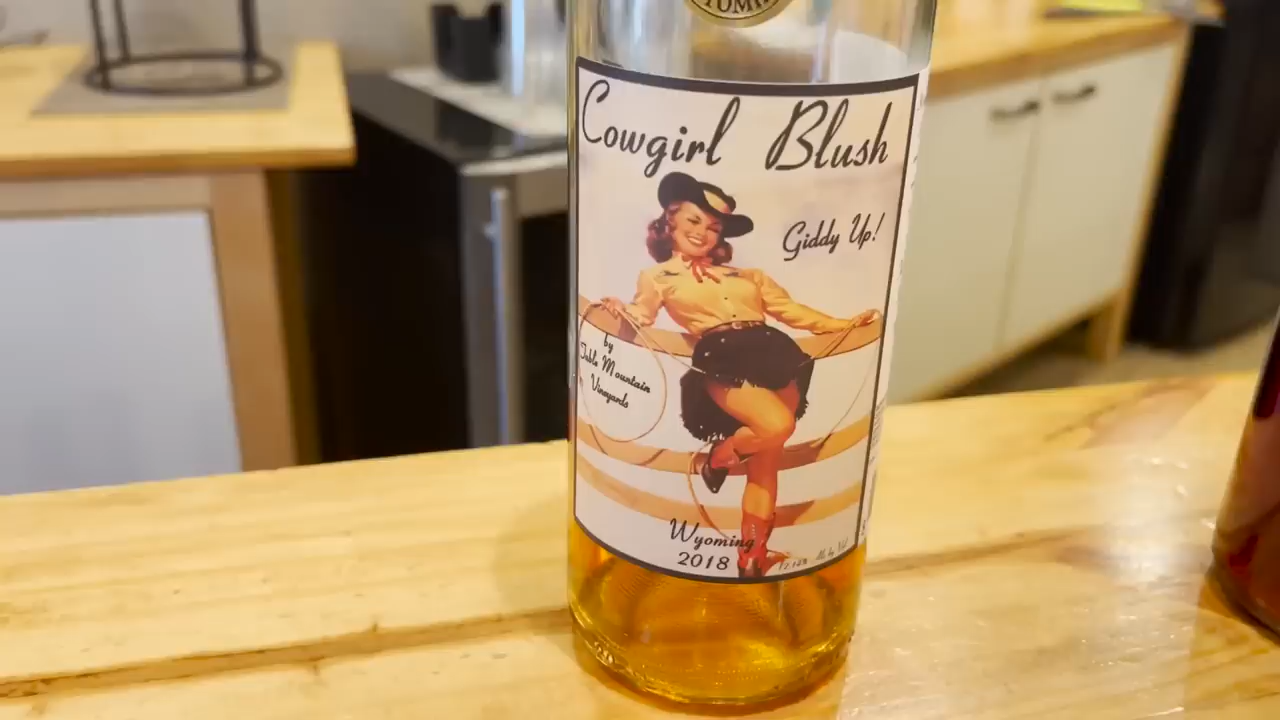 Cowgirl Blush
Giddy Up!
by
Table Mountain
Vineyards
Wyoming
2018